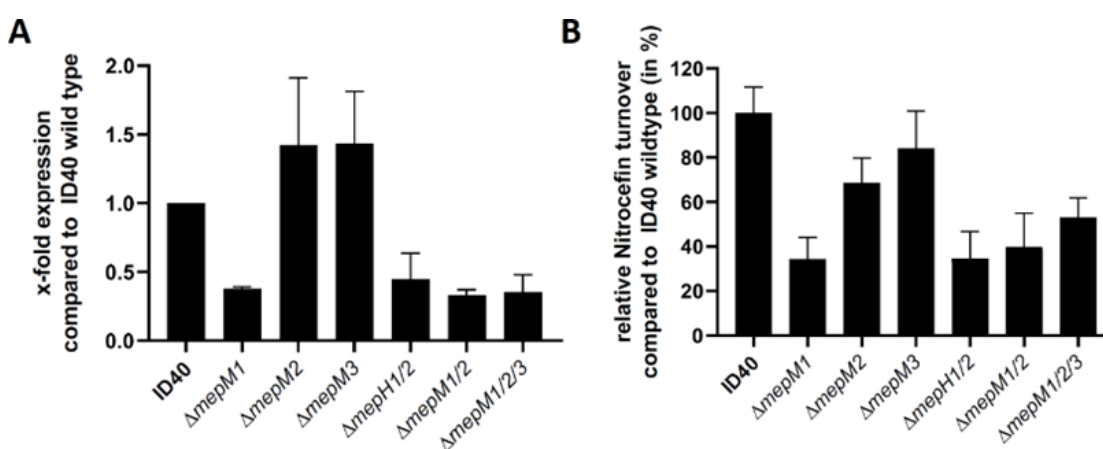 A
x-fold expression
compared to ID40 wild type
2.0
1.5
1.0
0.5
0.0
ID40
ΔmepM1
ΔmepM2
ΔmepM3
ΔmepH1/2
ΔmepM1/2
ΔmepM1/2/3
B
relative Nitrocefin turnover
compared to ID40 wildtype (in %)
120
100
80
60
40
20
0
ID40
ΔmepM1
ΔmepM2
ΔmepM3
ΔmepH1/2
ΔmepM1/2
ΔmepM1/2/3